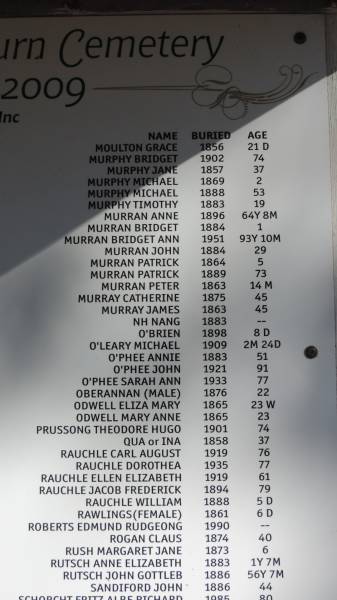 urn Cemetery
2009
nc
NAME BURIED AGE
MOULTON GRACE 1856 21 D
MURPHY BRIDGET 1902 74
MURPHY JANE 1857 37
MURPHY MICHAEL 1869 2
MURPHY MICHAEL 1888 53
MURPHY TIMOTHY 1883 19
MURRAN ANNE 1896 64Y 8M
MURRAN BRIDGET 1884 1
MURRAN BRIDGET ANN 1951 93Y 10M
MURRAN JOHN 1884 29
MURRAN PATRICK 1864 5
MURRAN PATRICK 1889 73
MURRAN PETER 1863 14 M
MURRAY CATHERINE 1875 45
MURRAY JAMES 1863 45
NH NANG 1883 --
O'BRIEN 1898 8 D
O'LEARY MICHAEL 1909 2M 24D
O'PHEE ANNIE 1883 51
O'PHEE JOHN 1921 91
O'PHEE SARAH ANN 1933 77
OBERANNAN (MALE) 1876 22
ODWELL ELIZA MARY 1865 23 W
ODWELL MARY ANNE 1865 23
PRUSSONG THEODORE HUGO 1901 74
QUA or INA 1858 37
RAUCHLE CARL AUGUST 1919 76
RAUCHLE DOROTHEA 1935 77
RAUCHLE ELLEN ELIZABETH 1919 61
RAUCHLE JACOB FREDERICK 1894 79
RAUCHLE WILLIAM 1888 5 D
RAWLINGS(FEMALE) 1861 6 D
ROBERTS EDMUND RUDGEONG 1990 --
ROGAN CLAUS 1874 40
RUSH MARGARET JANE 1873 6
RUTSCH ANNE ELIZABETH 1883 1Y 7M
RUTSCH JOHN GOTTLEB 1886 56Y 7M
SANDIFORD JOHN 1886 44
SCHORCHT FRITZ ALBE RICHARD 1985 80